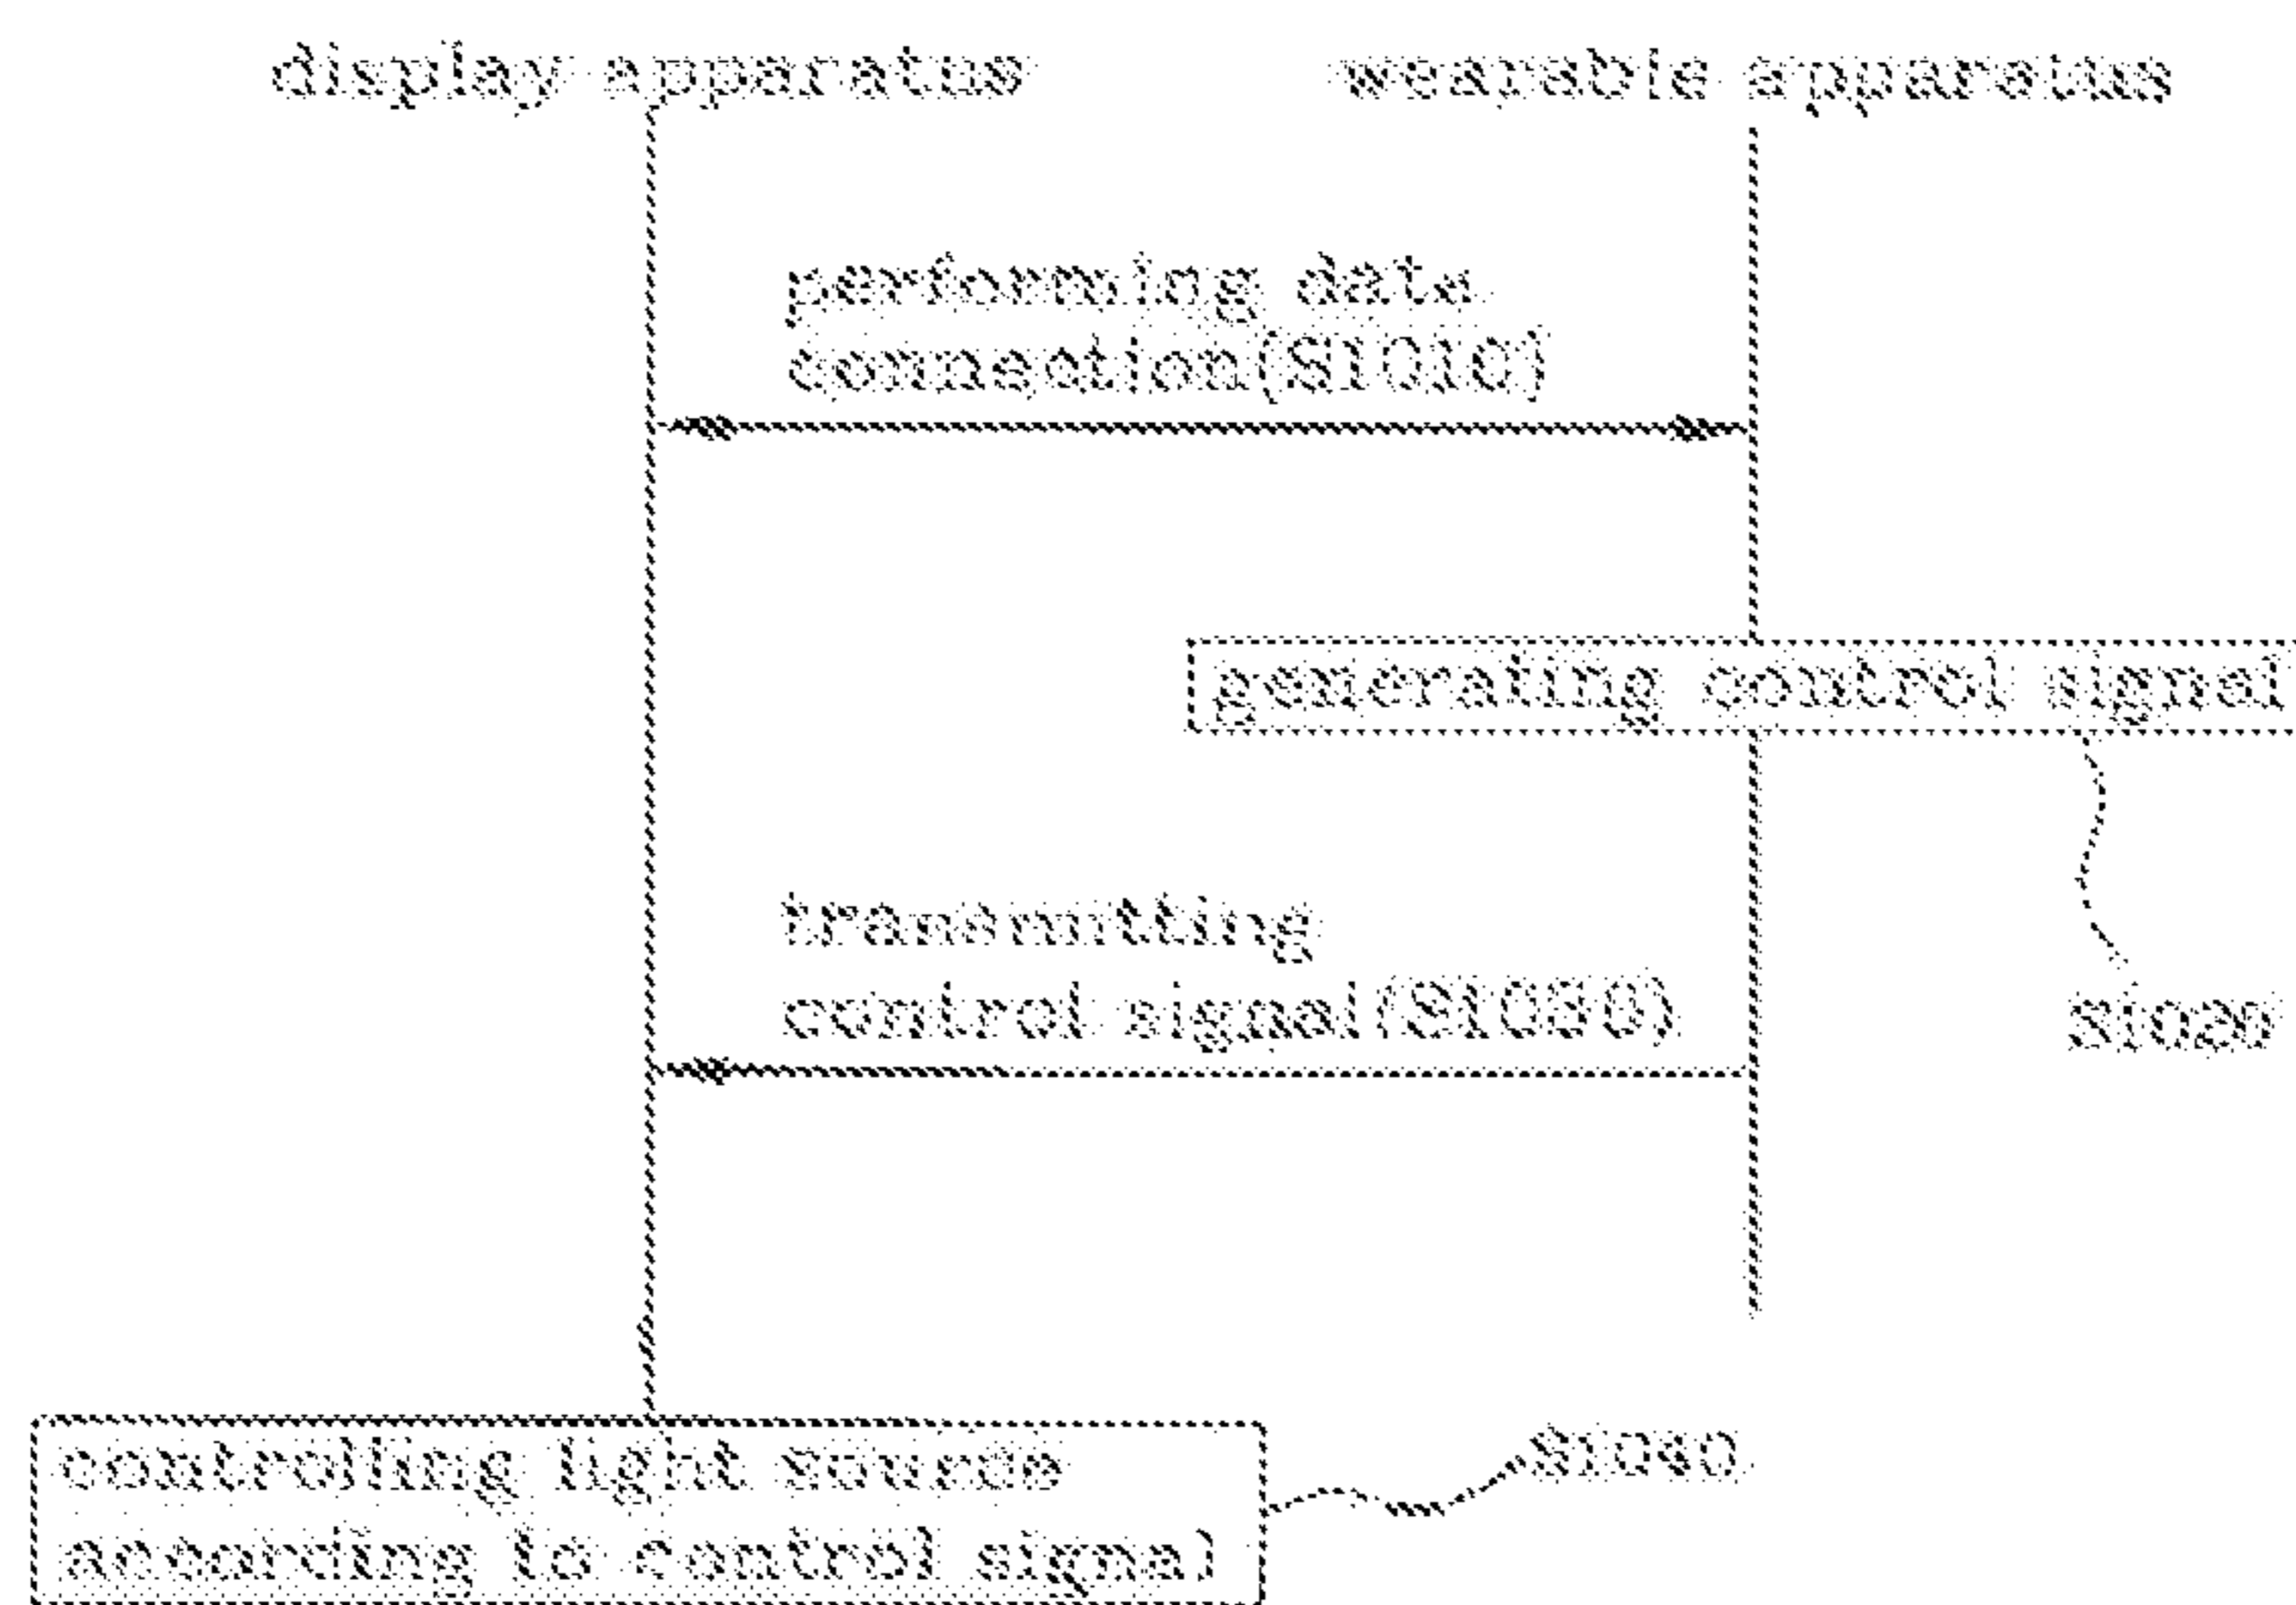 display apparatus
wearable apparatus
performing data
connection(S1010)
generating control signal
transmitting
control signal(S1030)
S1020
controlling light source
according to control signal
S1040